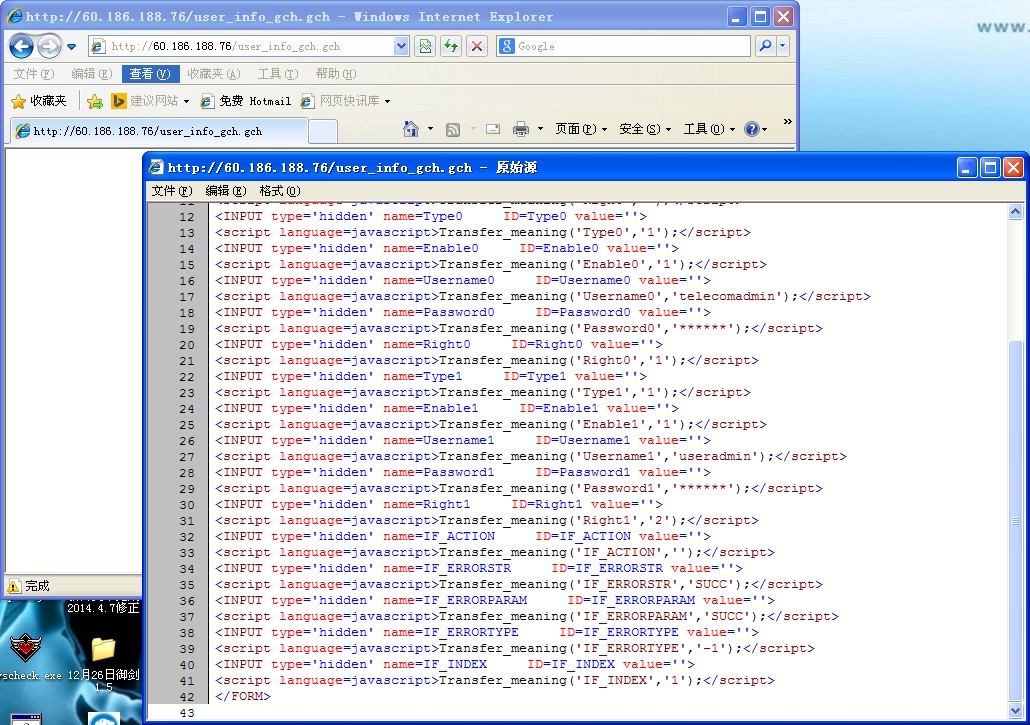 http://60.186.188.76/user_info_gch.gch - Windows Internet Explorer
www.
http://60.186.188.76/user_info_gch.gch
Google
文件(F) 编辑(E) 查看(V) 收藏夹(A) 工具(T) 帮助(H)
收藏夹 建议网站 免费 Hotmail 网页快讯库
http://60.186.188.76/user_info_gch.gch
页面(P) 安全(S) 工具(O) »
http://60.186.188.76/user_info_gch.gch - 原始源
文件(F) 编辑(E) 格式(O)
12 <INPUT type='hidden' name=Type0     ID=Type0 value=''>
13 <script language=javascript>Transfer_meaning('Type0','1');</script>
14 <INPUT type='hidden' name=Enable0     ID=Enable0 value=''>
15 <script language=javascript>Transfer_meaning('Enable0','1');</script>
16 <INPUT type='hidden' name=Username0     ID=Username0 value=''>
17 <script language=javascript>Transfer_meaning('Username0','telecomadmin');</script>
18 <INPUT type='hidden' name=Password0     ID=Password0 value=''>
19 <script language=javascript>Transfer_meaning('Password0','******');</script>
20 <INPUT type='hidden' name=Right0     ID=Right0 value=''>
21 <script language=javascript>Transfer_meaning('Right0','1');</script>
22 <INPUT type='hidden' name=Type1     ID=Type1 value=''>
23 <script language=javascript>Transfer_meaning('Type1','1');</script>
24 <INPUT type='hidden' name=Enable1     ID=Enable1 value=''>
25 <script language=javascript>Transfer_meaning('Enable1','1');</script>
26 <INPUT type='hidden' name=Username1     ID=Username1 value=''>
27 <script language=javascript>Transfer_meaning('Username1','useradmin');</script>
28 <INPUT type='hidden' name=Password1     ID=Password1 value=''>
29 <script language=javascript>Transfer_meaning('Password1','******');</script>
30 <INPUT type='hidden' name=Right1     ID=Right1 value=''>
31 <script language=javascript>Transfer_meaning('Right1','2');</script>
32 <INPUT type='hidden' name=IF_ACTION     ID=IF_ACTION value=''>
33 <script language=javascript>Transfer_meaning('IF_ACTION','');</script>
34 <INPUT type='hidden' name=IF_ERRORSTR     ID=IF_ERRORSTR value=''>
35 <script language=javascript>Transfer_meaning('IF_ERRORSTR','SUCC');</script>
36 <INPUT type='hidden' name=IF_ERRORPARAM     ID=IF_ERRORPARAM value=''>
37 <script language=javascript>Transfer_meaning('IF_ERRORPARAM','SUCC');</script>
38 <INPUT type='hidden' name=IF_ERRORTYPE     ID=IF_ERRORTYPE value=''>
39 <script language=javascript>Transfer_meaning('IF_ERRORTYPE','-1');</script>
40 <INPUT type='hidden' name=IF_INDEX     ID=IF_INDEX value=''>
41 <script language=javascript>Transfer_meaning('IF_INDEX','1');</script>
42 </FORM>
43
完成
2014.4.7修正
scheck.exe 12月26日御剑
1.5